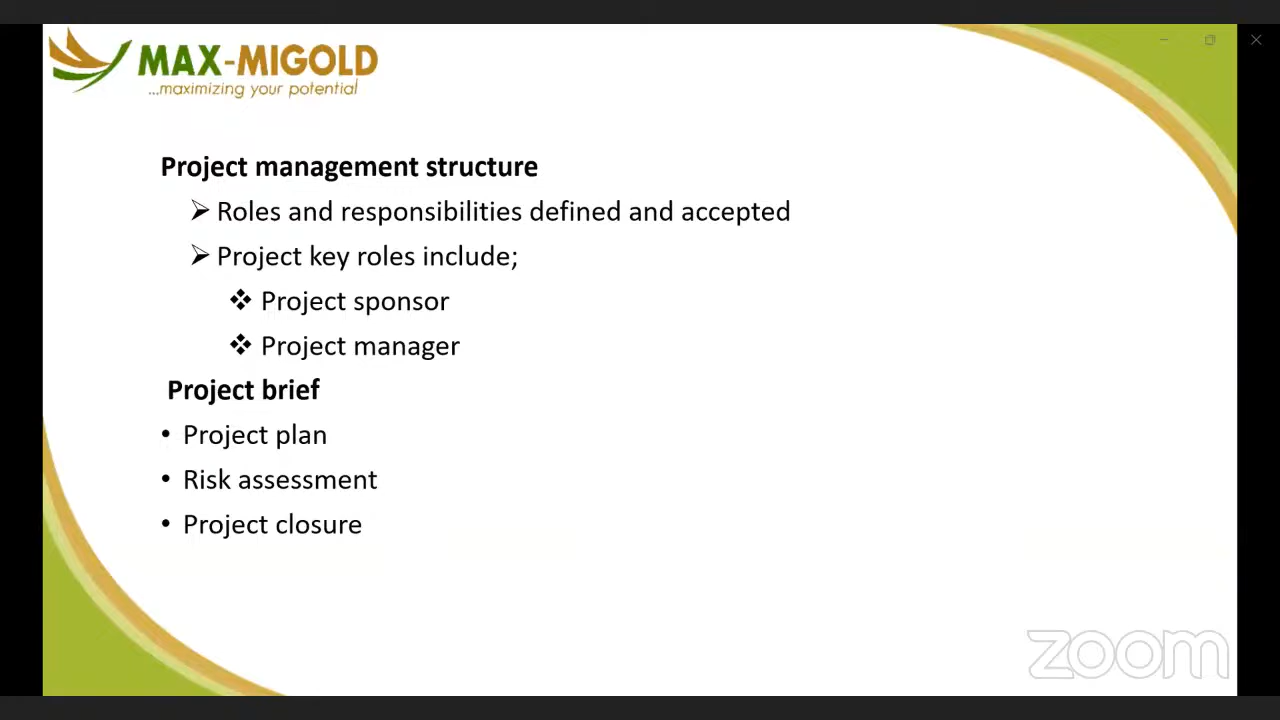 MAX-MIGOLD
...maximizing your potential
Project management structure
Roles and responsibilities defined and accepted
Project key roles include;
Project sponsor
Project manager
Project brief
• Project plan
• Risk assessment
• Project closure
zoom